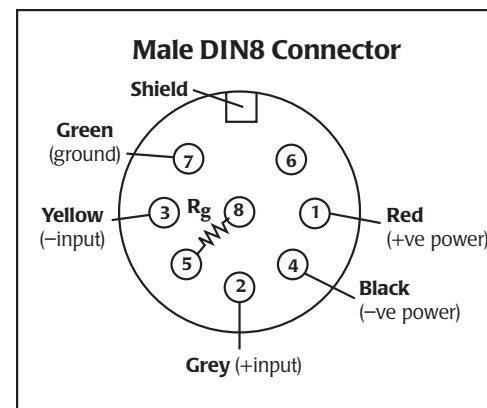 Male DIN8 Connector
Shield
Green
(ground)
7
6
Yellow
(–input)
3
Rg
8
1
Red
(+ve power)
5
4
2
Black
(–ve power)
Grey (+input)